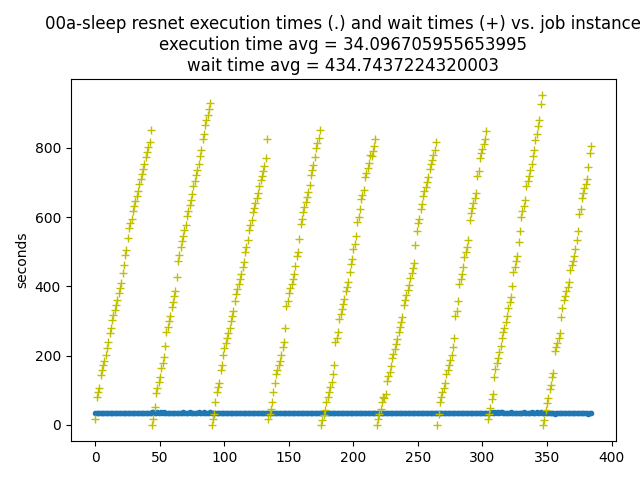 00a-sleep resnet execution times (.) and wait times (+) vs. job instance
execution time avg = 34.096705955653995
wait time avg = 434.7437224320003
seconds
800
600
400
200
0
0 50 100 150 200 250 300 350 400